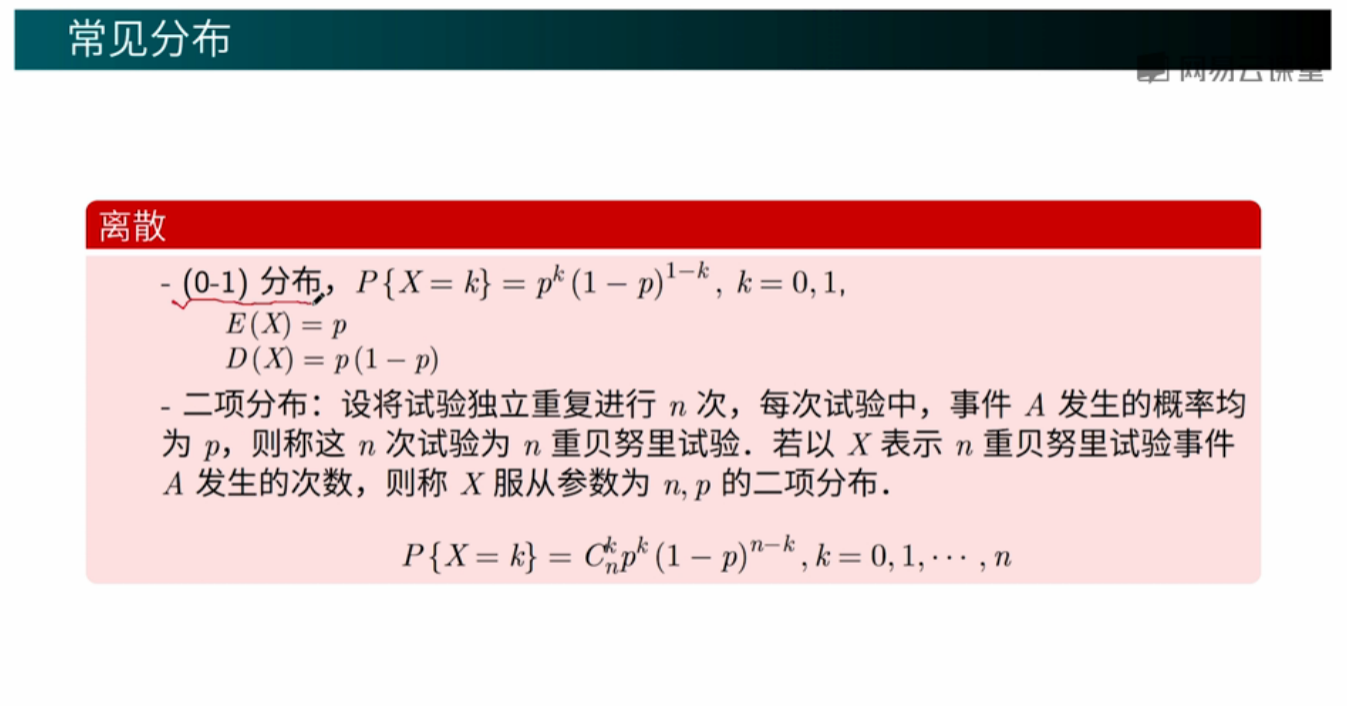 常见分布
网易云课堂
离散
- (0-1) 分布，P{X = k} = p^k (1 − p)^{1−k}, k = 0, 1,
E(X) = p
D(X) = p(1 − p)
- 二项分布：设将试验独立重复进行 n 次，每次试验中，事件 A 发生的概率均
为 p，则称这 n 次试验为 n 重贝努里试验．若以 X 表示 n 重贝努里试验事件
A 发生的次数，则称 X 服从参数为 n, p 的二项分布．
P{X = k} = C_n^k p^k (1 − p)^{n−k}, k = 0, 1, ⋯ , n